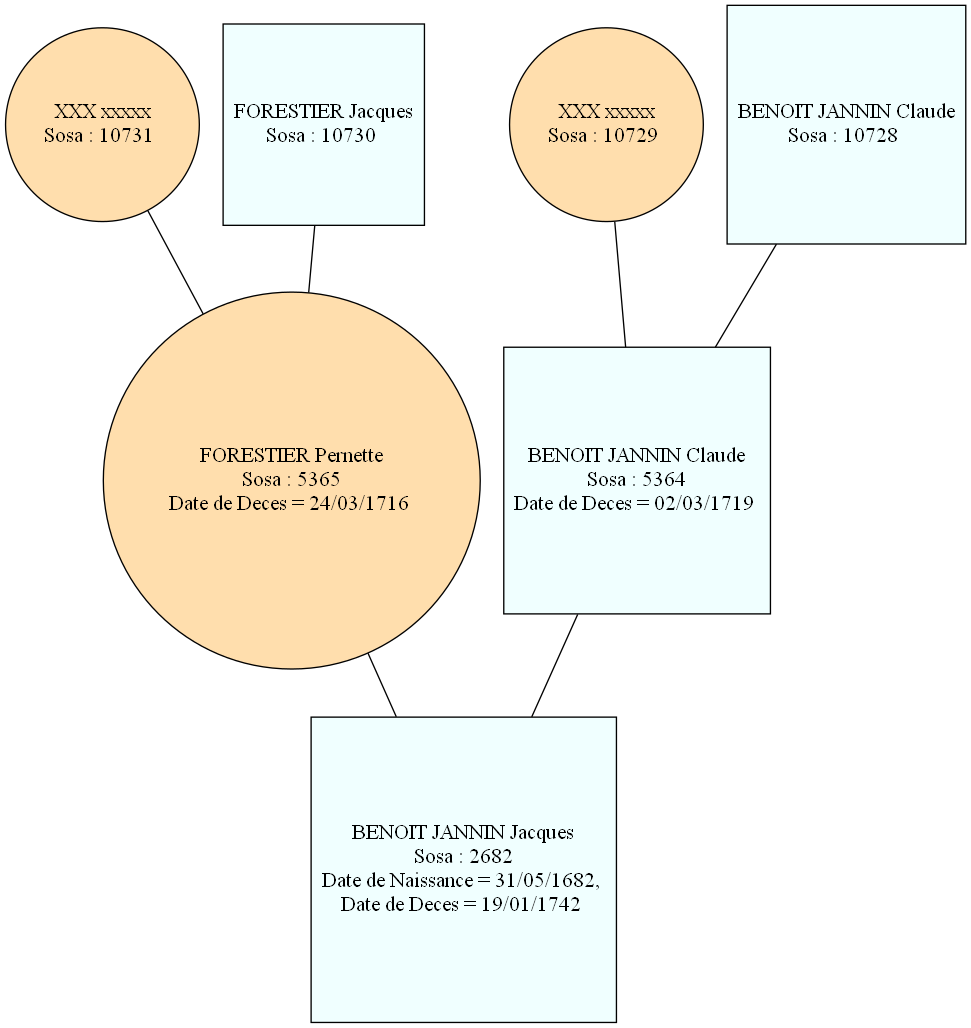 XXX xxxxx
Sosa : 10731
FORESTIER Jacques
Sosa : 10730
XXX xxxxx
Sosa : 10729
BENOIT JANNIN Claude
Sosa : 10728
FORESTIER Pernette
Sosa : 5365
Date de Deces = 24/03/1716
BENOIT JANNIN Claude
Sosa : 5364
Date de Deces = 02/03/1719
BENOIT JANNIN Jacques
Sosa : 2682
Date de Naissance = 31/05/1682,
Date de Deces = 19/01/1742